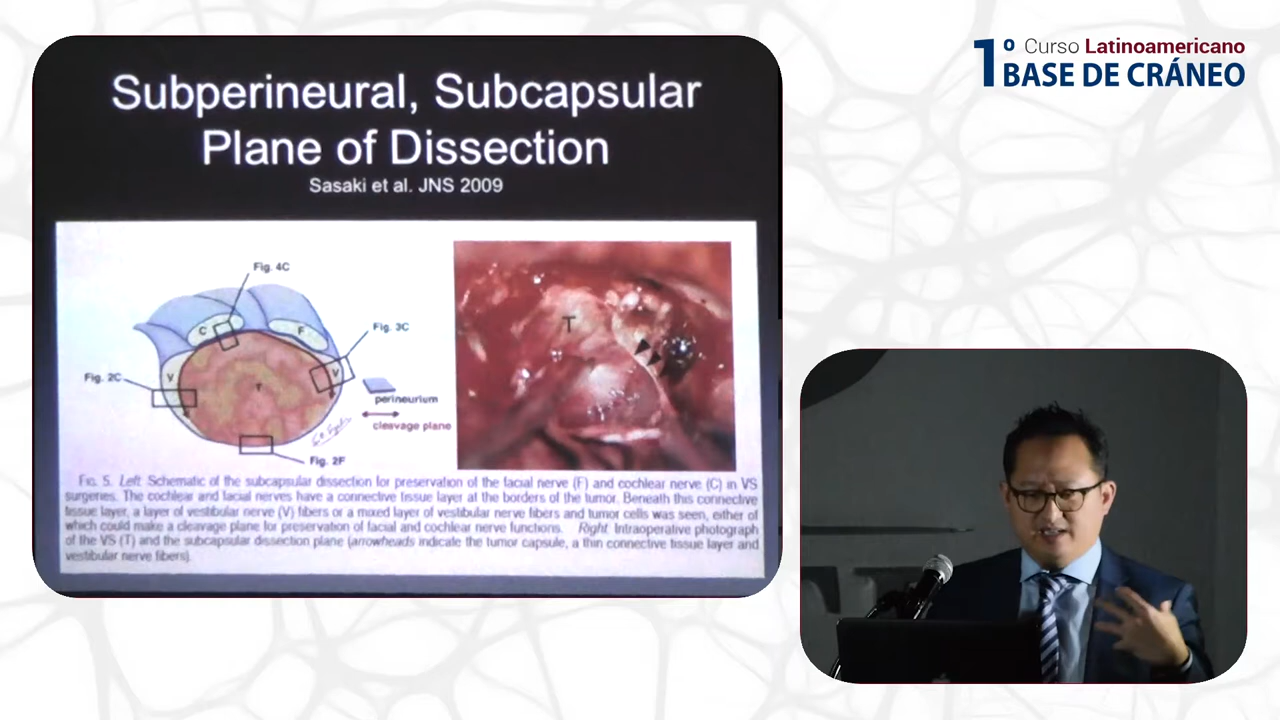 Subperineural, Subcapsular
Plane of Dissection
Sasaki et al. JNS 2009
Fig. 4C
C
F
Fig. 3C
V
V
Fig. 2C
T
perineurium
cleavage plane
Fig. 2F
T
FIG. 5. Left: Schematic of the subcapsular dissection for preservation of the facial nerve (F) and cochlear nerve (C) in VS
surgeries. The cochlear and facial nerves have a connective tissue layer at the borders of the tumor. Beneath this connective
tissue layer, a layer of vestibular nerve (V) fibers or a mixed layer of vestibular nerve fibers and tumor cells was seen, either of
which could make a cleavage plane for preservation of facial and cochlear nerve functions. Right: Intraoperative photograph
of the VS (T) and the subcapsular dissection plane (arrowheads indicate the tumor capsule, a thin connective tissue layer and
vestibular nerve fibers).
1º Curso Latinoamericano
BASE DE CRÁNEO